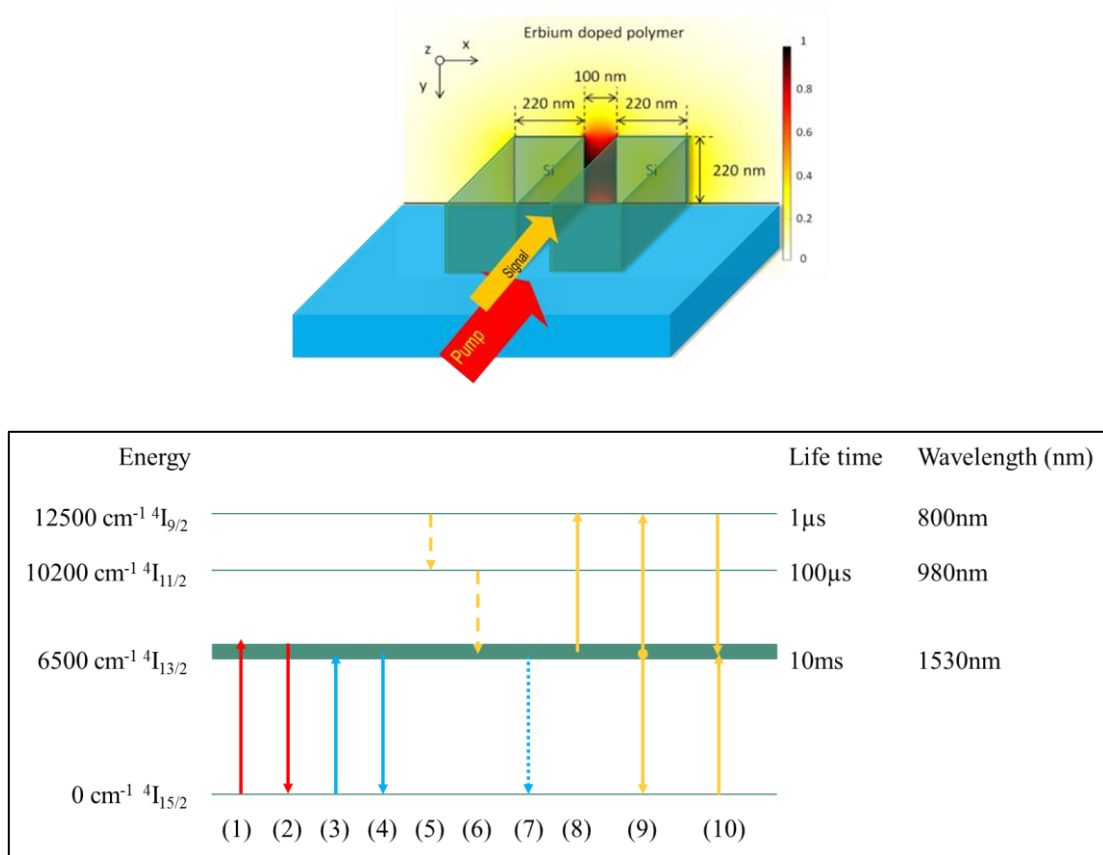 Erbium doped polymer
z
x
y
100 nm
220 nm
220 nm
Si
Si
220 nm
1
0.8
0.6
0.4
0.2
0
Signal
Pump
Energy Life time Wavelength (nm)
12500 cm⁻¹ ⁴I₉/₂ 1μs 800nm
10200 cm⁻¹ ⁴I₁₁/₂ 100μs 980nm
6500 cm⁻¹ ⁴I₁₃/₂ 10ms 1530nm
0 cm⁻¹ ⁴I₁₅/₂
(1) (2) (3) (4) (5) (6) (7) (8) (9) (10)